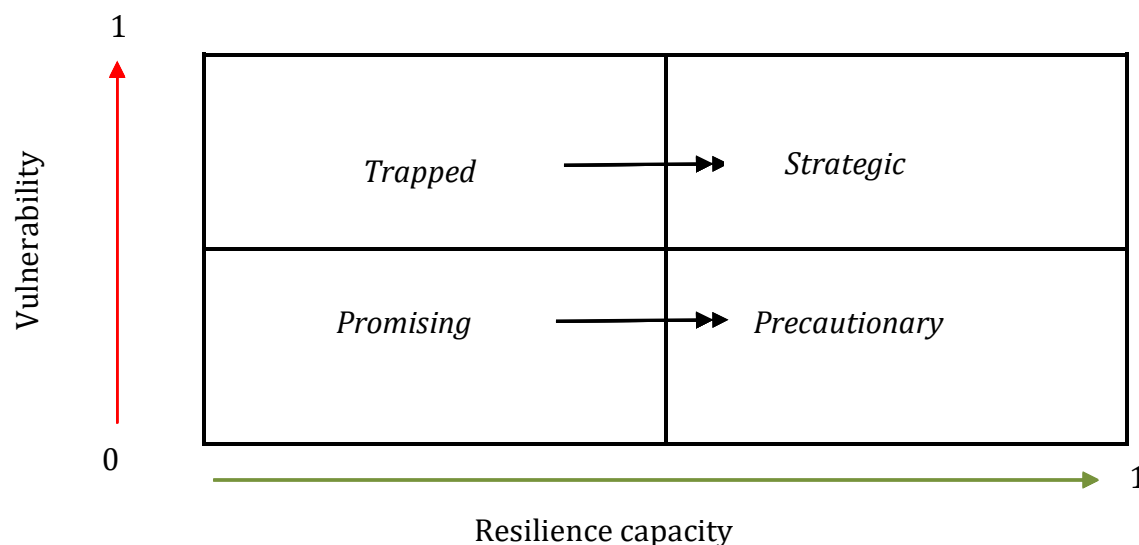 1
Vulnerability
Trapped
Strategic
Promising
Precautionary
0
1
Resilience capacity